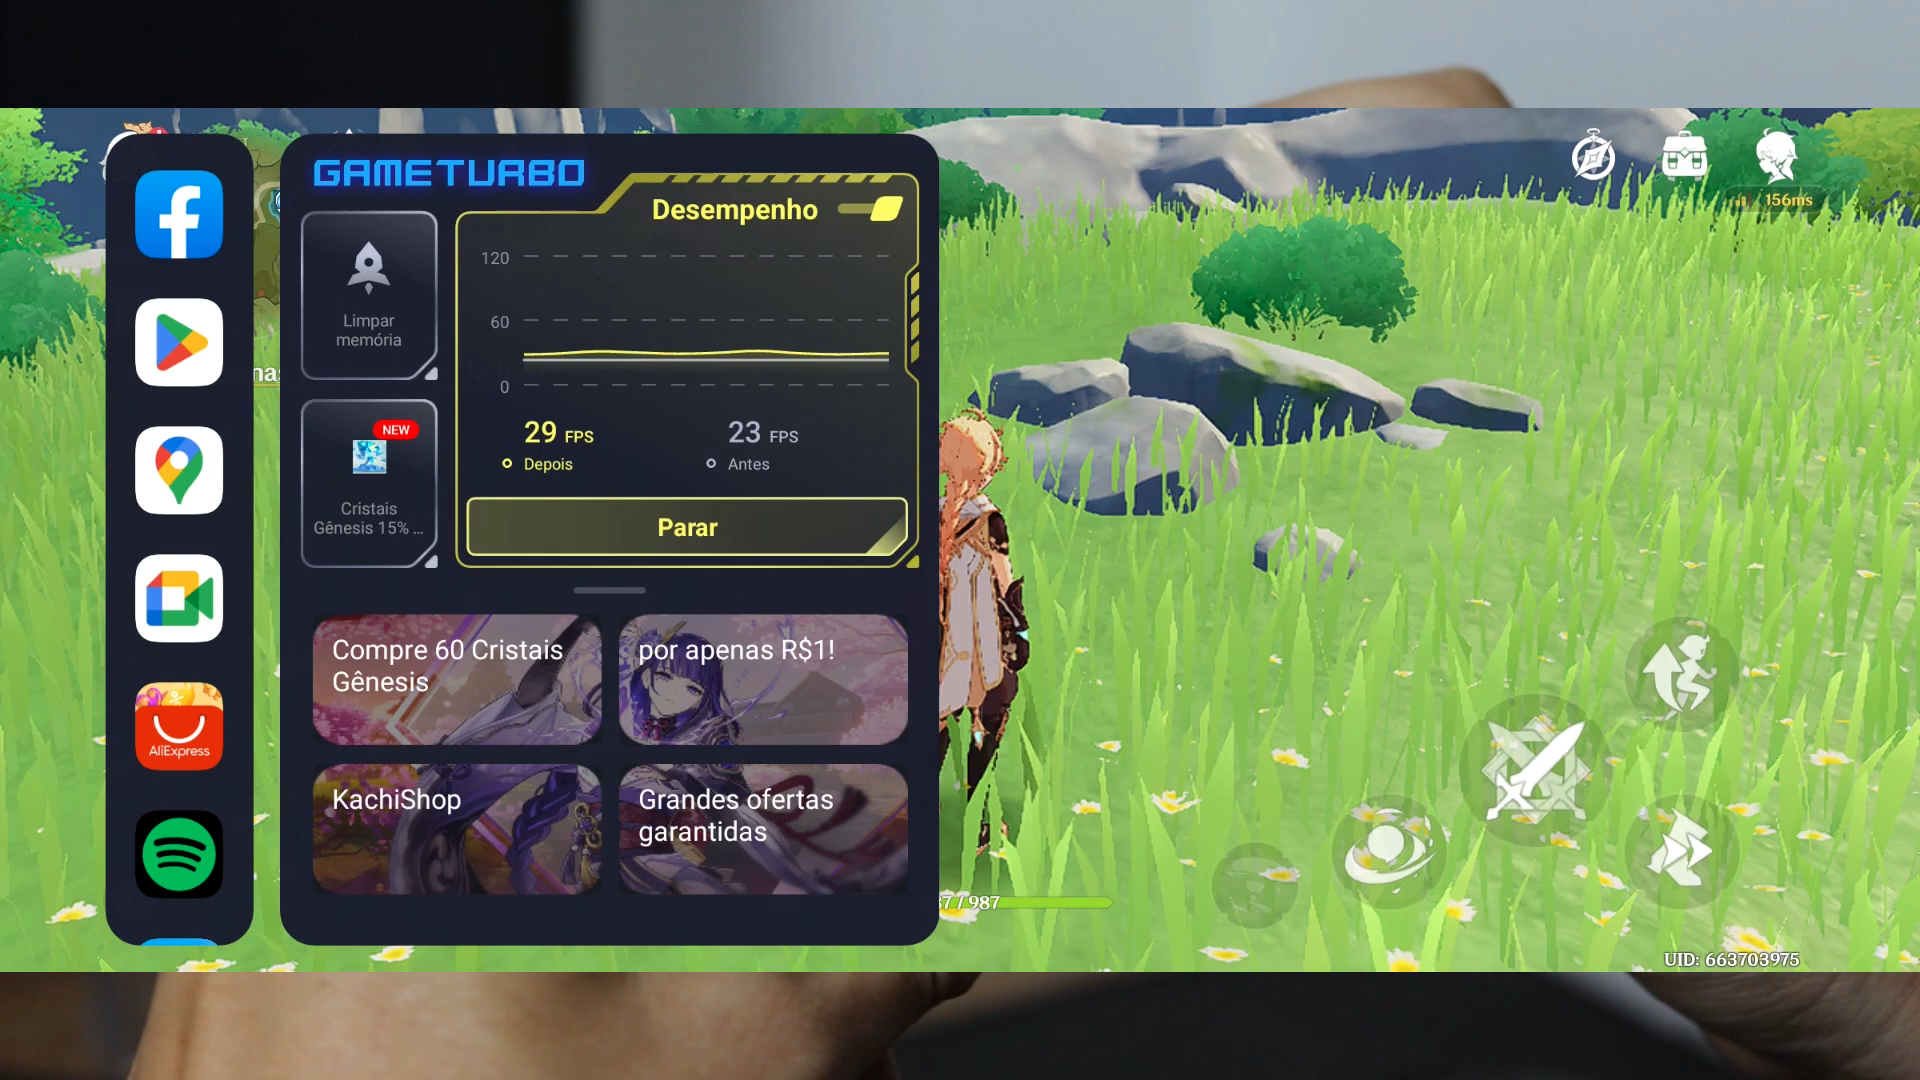 GAMETURBO
Desempenho
120
60
0
29 FPS
Depois
23 FPS
Antes
Parar
Limpar
memória
NEW
Cristais
Gênesis 15% ...
Compre 60 Cristais
Gênesis
por apenas R$1!
KachiShop
Grandes ofertas
garantidas
AliExpress
156ms
/ 987
UID: 663703975